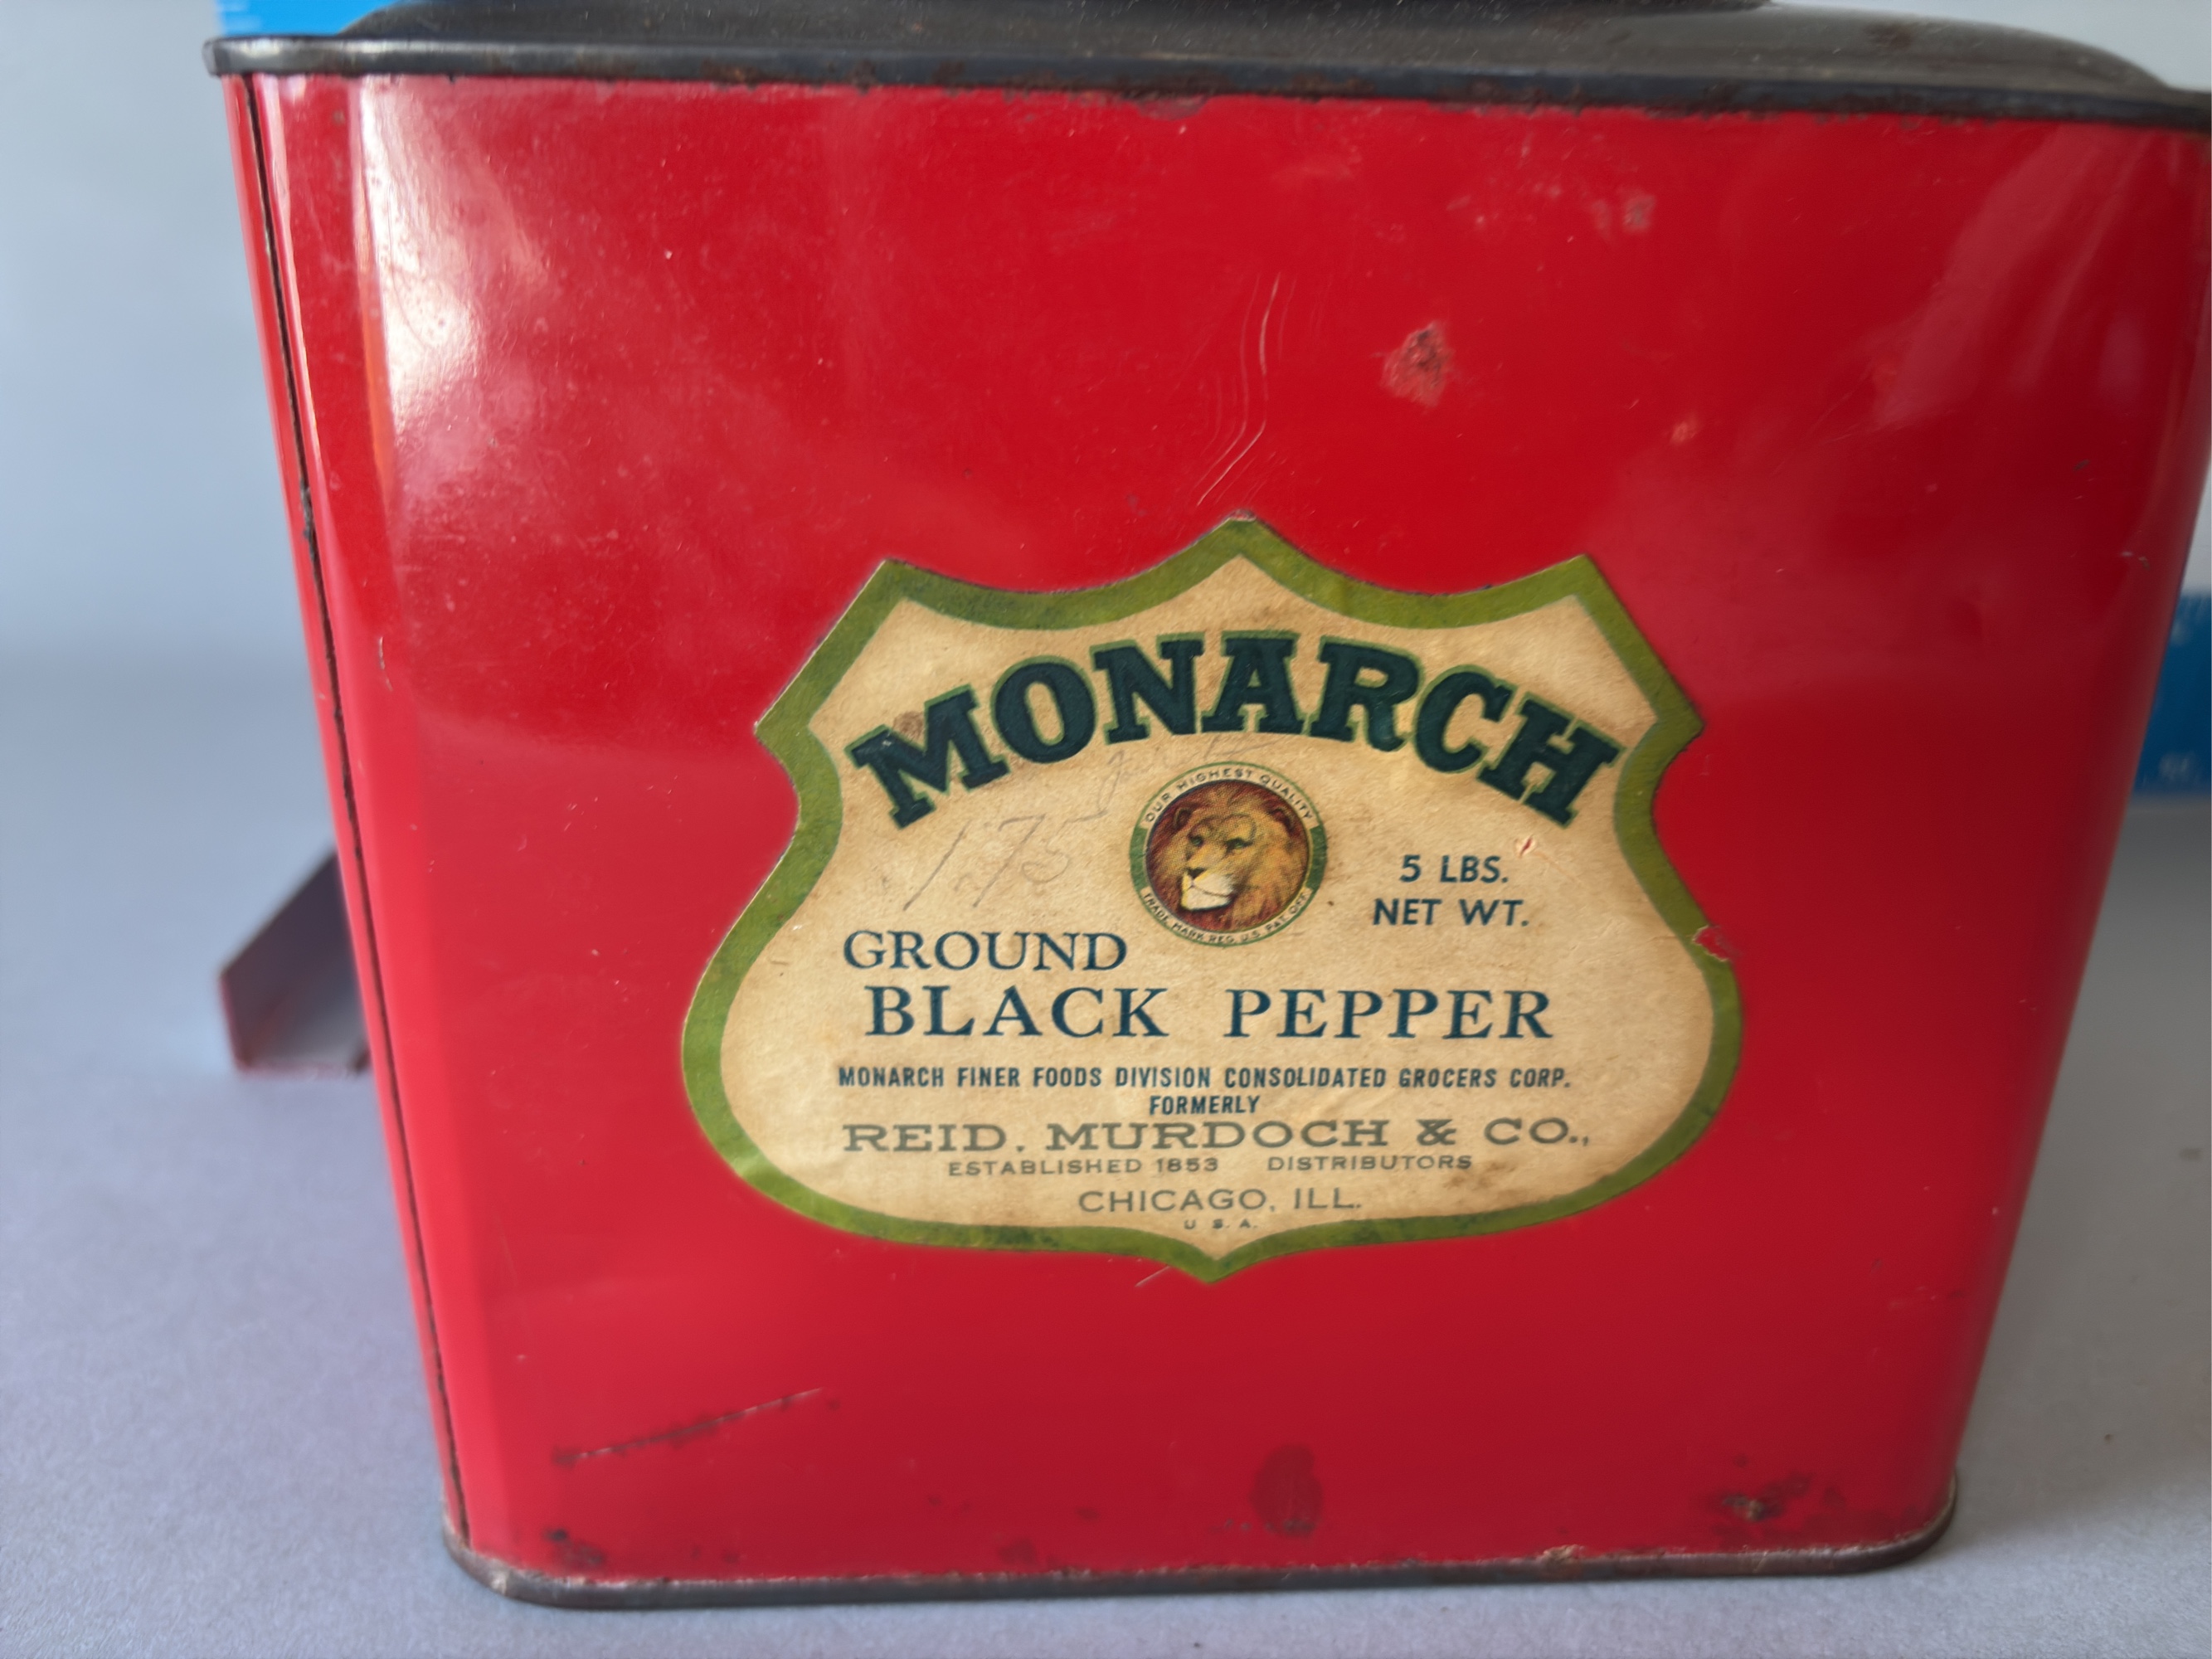 MONARCH
OUR HIGHEST QUALITY
TRADE MARK REG. U.S. PAT. OFF.
175
5 LBS.
NET WT.
GROUND
BLACK PEPPER
MONARCH FINER FOODS DIVISION CONSOLIDATED GROCERS CORP.
FORMERLY
REID, MURDOCH & CO.,
ESTABLISHED 1853 DISTRIBUTORS
CHICAGO, ILL.
U. S. A.